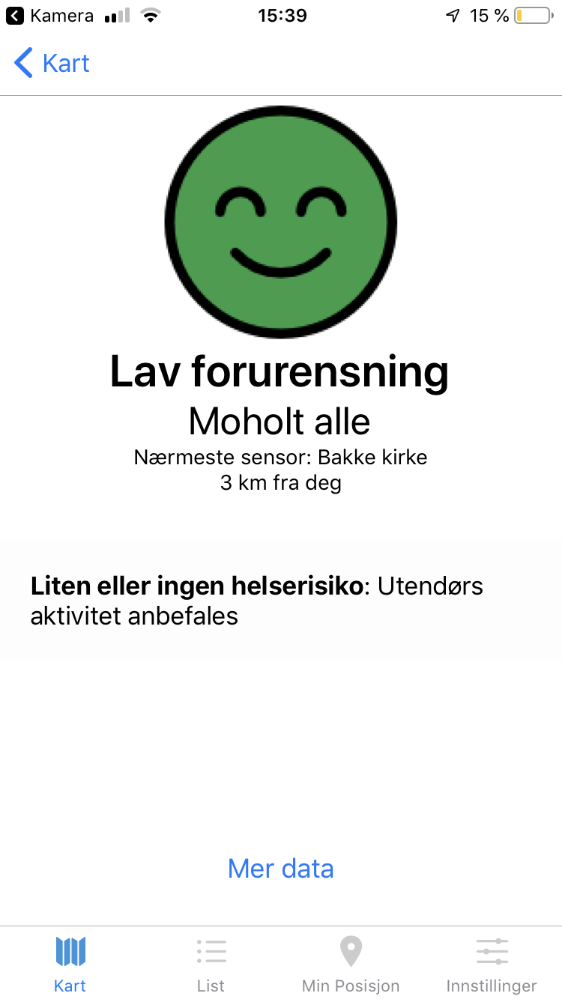 Kamera 15:39 15 %
Kart
Lav forurensning
Moholt alle
Nærmeste sensor: Bakke kirke
3 km fra deg
Liten eller ingen helserisiko: Utendørs
aktivitet anbefales
Mer data
Kart List Min Posisjon Innstillinger